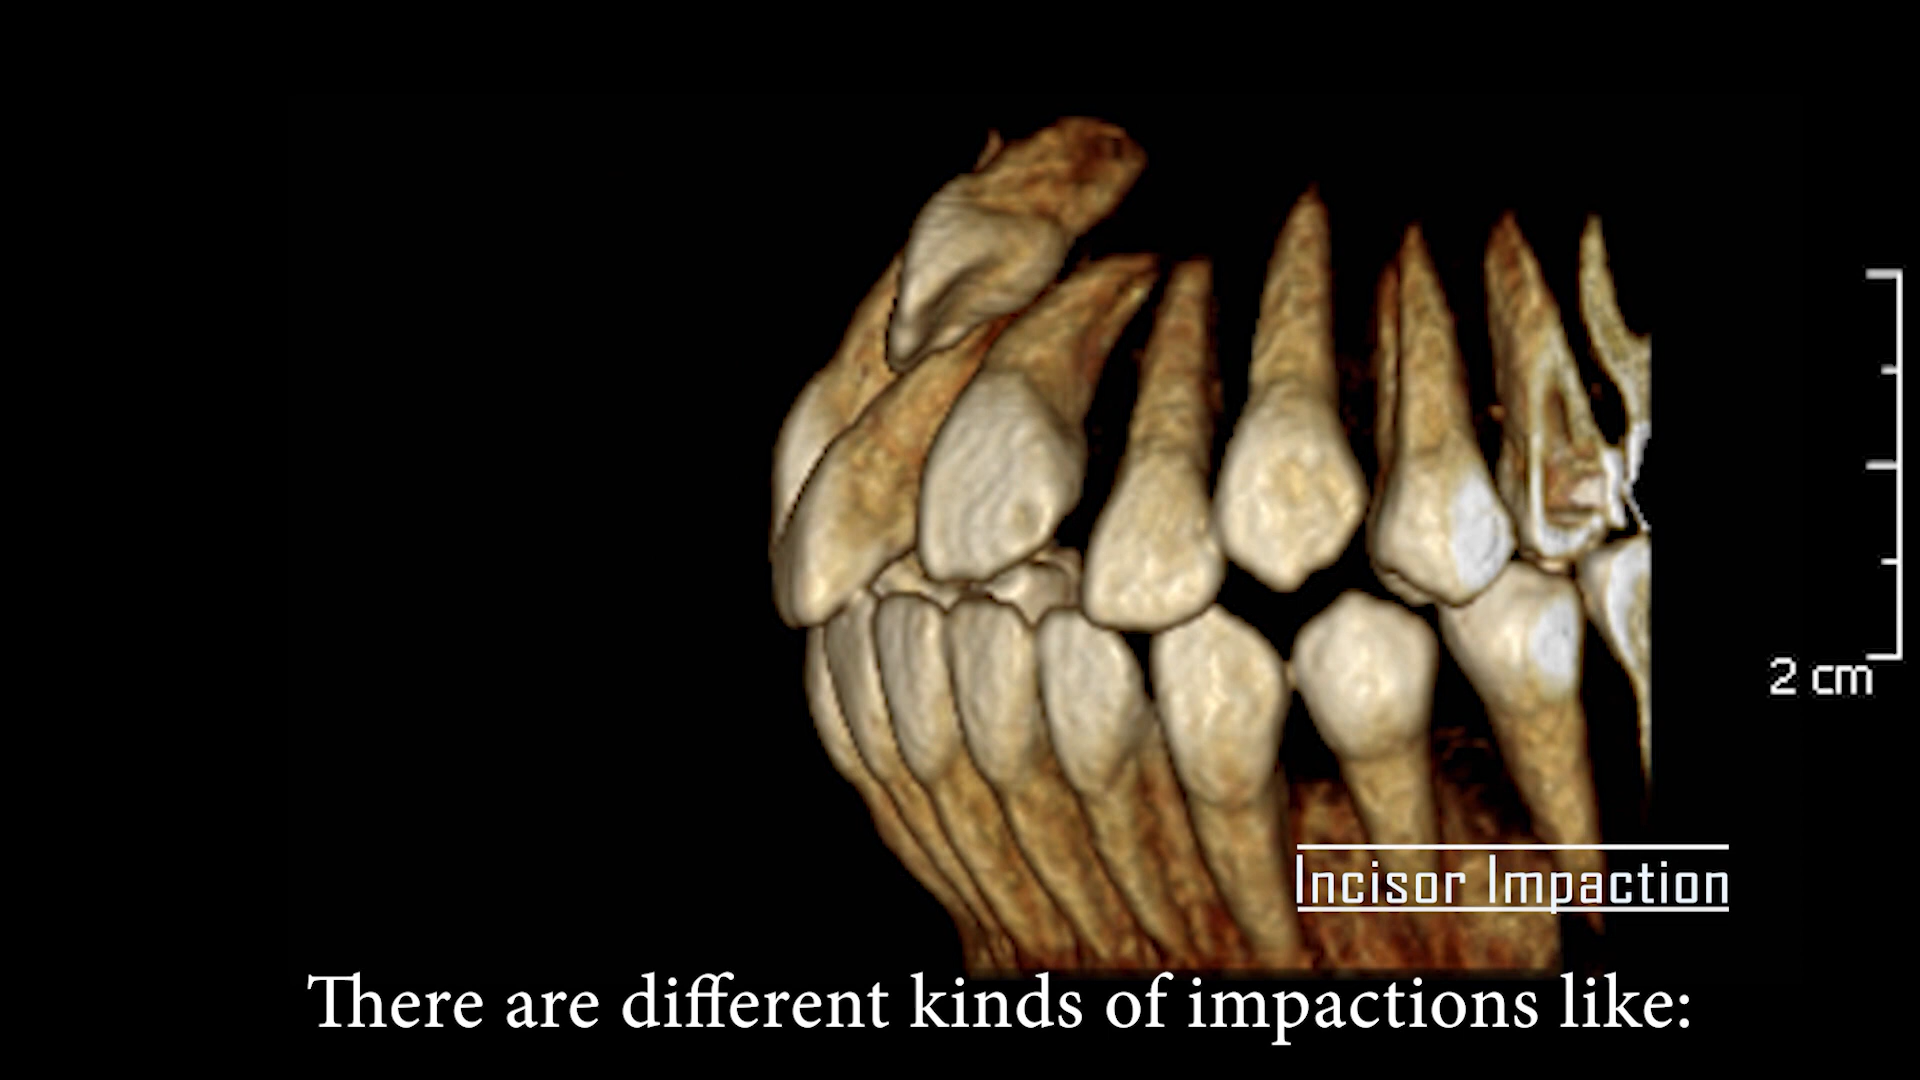 2 cm
Incisor Impaction
There are different kinds of impactions like: